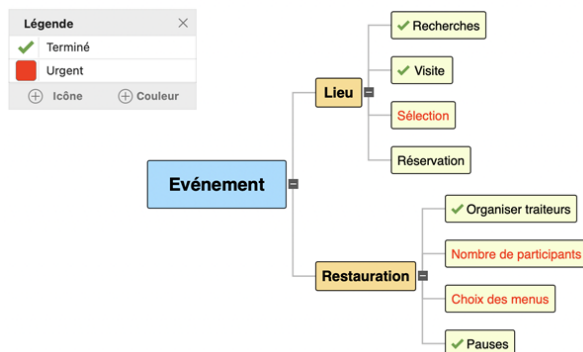 Légende
Terminé
Urgent
Icône
Couleur
Evénement
Lieu
Recherches
Visite
Sélection
Réservation
Restauration
Organiser traiteurs
Nombre de participants
Choix des menus
Pauses